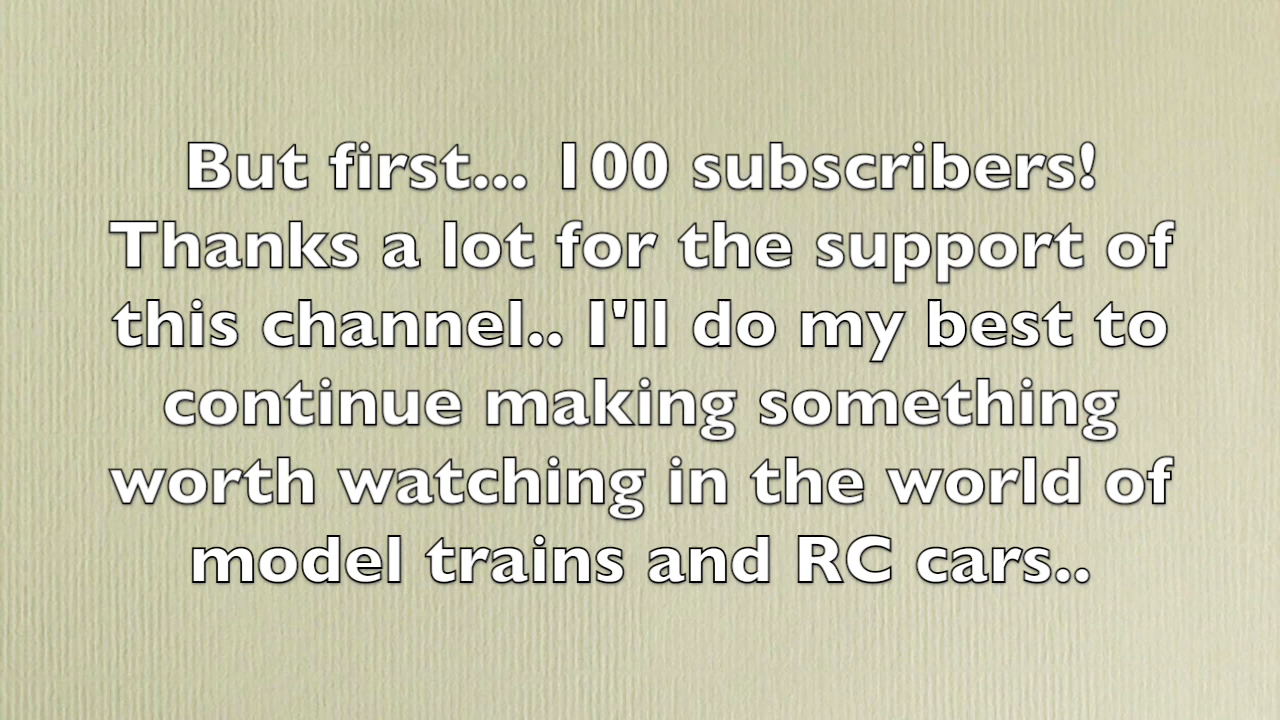 But first... 100 subscribers!
Thanks a lot for the support of
this channel.. I'll do my best to
continue making something
worth watching in the world of
model trains and RC cars..